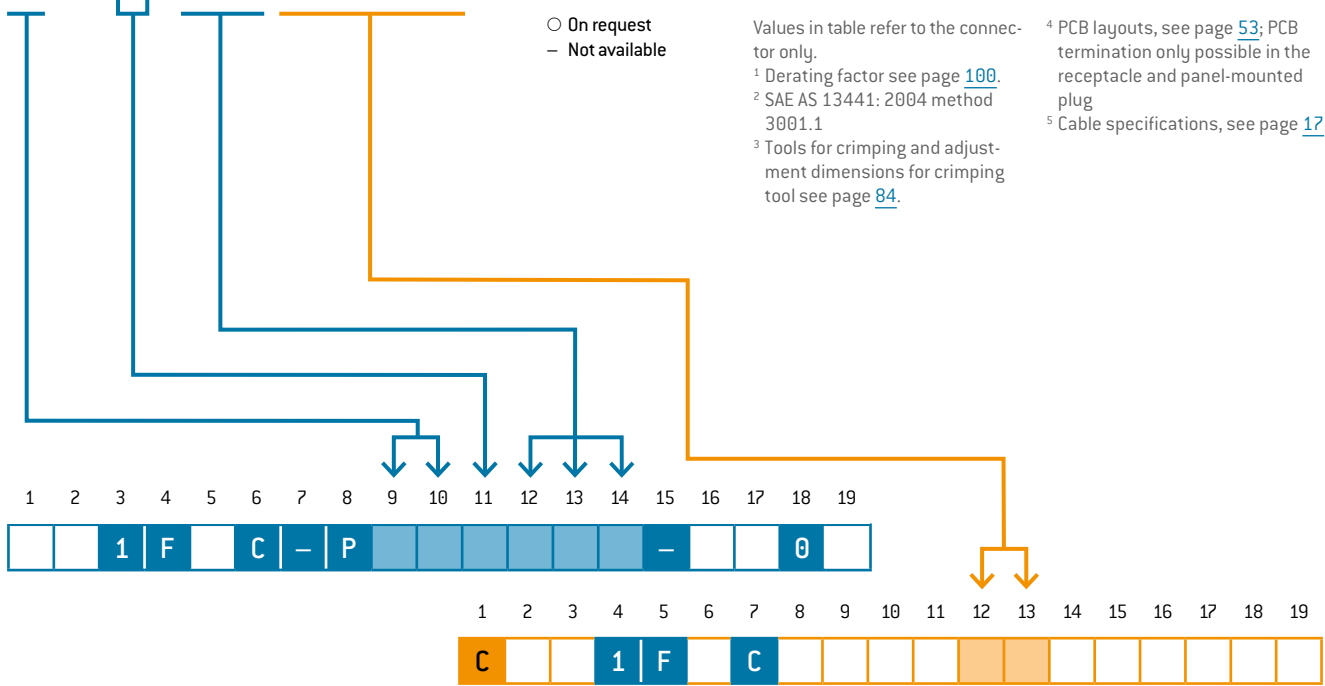 ○ On request
– Not available
Values in table refer to the connec-
tor only.
¹ Derating factor see page 100.
² SAE AS 13441: 2004 method
3001.1
³ Tools for crimping and adjust-
ment dimensions for crimping
tool see page 84.
⁴ PCB layouts, see page 53; PCB
termination only possible in the
receptacle and panel-mounted
plug
⁵ Cable specifications, see page 17
1 2 3 4 5 6 7 8 9 10 11 12 13 14 15 16 17 18 19
1 F C – P – 0
1 2 3 4 5 6 7 8 9 10 11 12 13 14 15 16 17 18 19
C 1 F C